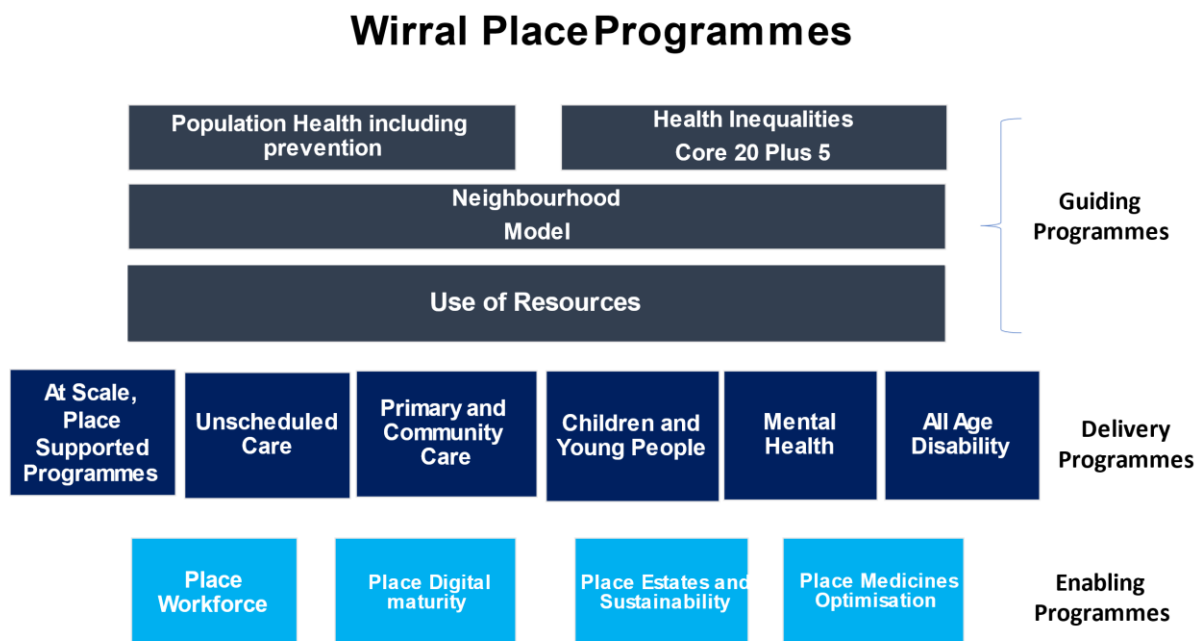 Wirral Place Programmes
Population Health including
prevention
Health Inequalities
Core 20 Plus 5
Neighbourhood
Model
Use of Resources
Guiding
Programmes
At Scale,
Place
Supported
Programmes
Unscheduled
Care
Primary and
Community
Care
Children and
Young People
Mental
Health
All Age
Disability
Delivery
Programmes
Place
Workforce
Place Digital
maturity
Place Estates and
Sustainability
Place Medicines
Optimisation
Enabling
Programmes